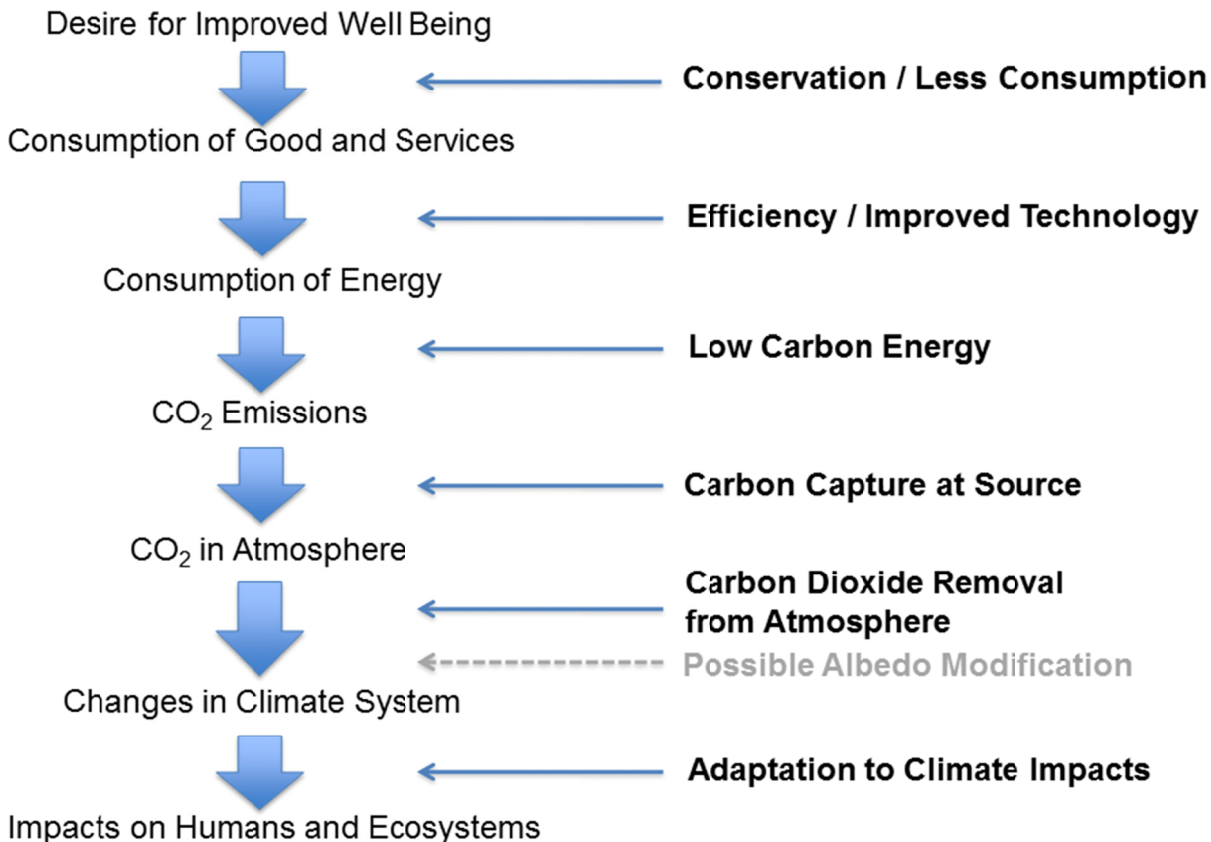 Desire for Improved Well Being
Conservation / Less Consumption
Consumption of Good and Services
Efficiency / Improved Technology
Consumption of Energy
Low Carbon Energy
CO₂ Emissions
Carbon Capture at Source
CO₂ in Atmosphere
Carbon Dioxide Removal
from Atmosphere
Possible Albedo Modification
Changes in Climate System
Adaptation to Climate Impacts
Impacts on Humans and Ecosystems